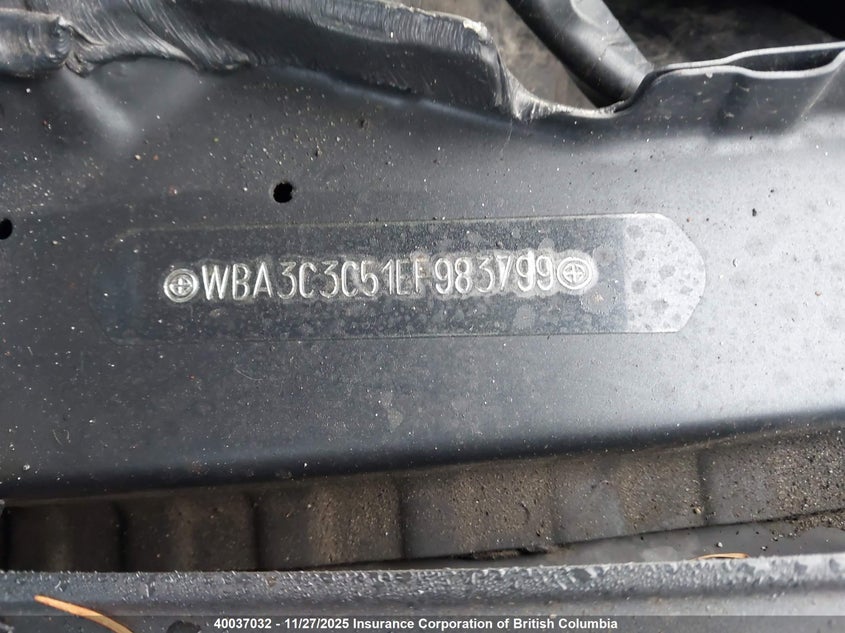 WBA3C3C51EF983799
40037032 - 11/27/2025 Insurance Corporation of British Columbia